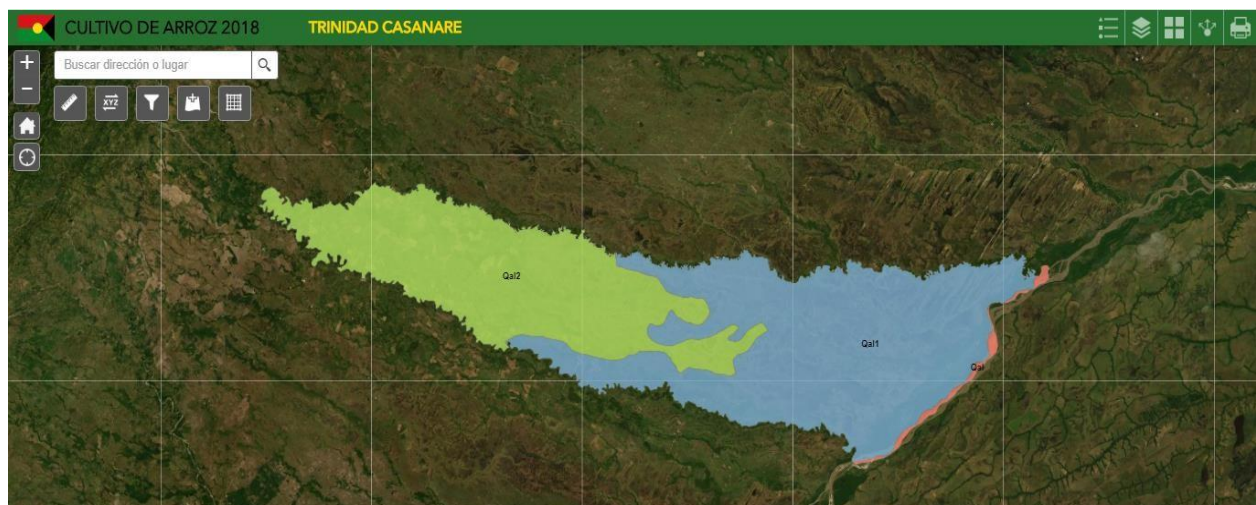 CULTIVO DE ARROZ 2018 TRINIDAD CASANARE
+
Buscar dirección o lugar
−
XYZ
Qal2
Qal1
Qal